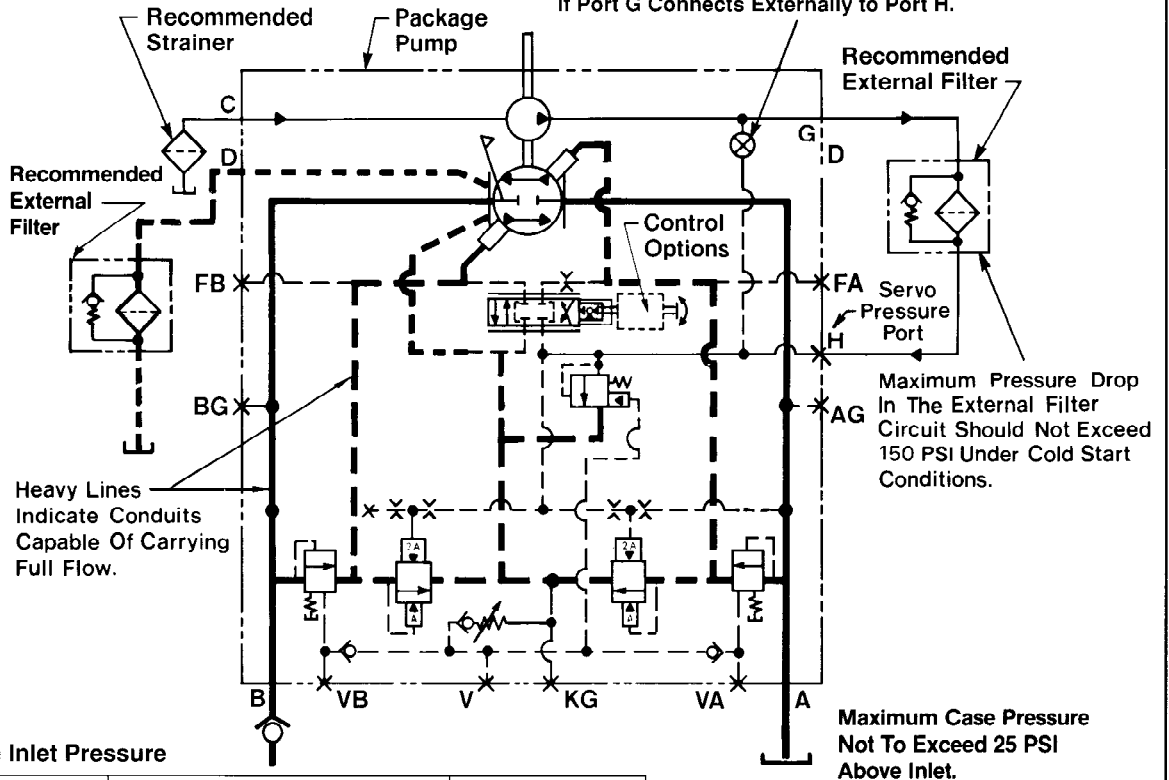 If Port G Connects Externally to Port H.
Recommended
Strainer
Package
Pump
Recommended
External Filter
C
G
D
D
Recommended
External
Filter
Control
Options
FB
FA
Servo
Pressure
Port
H
BG
AG
Maximum Pressure Drop
In The External Filter
Circuit Should Not Exceed
150 PSI Under Cold Start
Conditions.
Heavy Lines
Indicate Conduits
Capable Of Carrying
Full Flow.
2A
A
A
B
VB
V
KG
VA
A
Maximum Case Pressure
Not To Exceed 25 PSI
Above Inlet.
Inlet Pressure